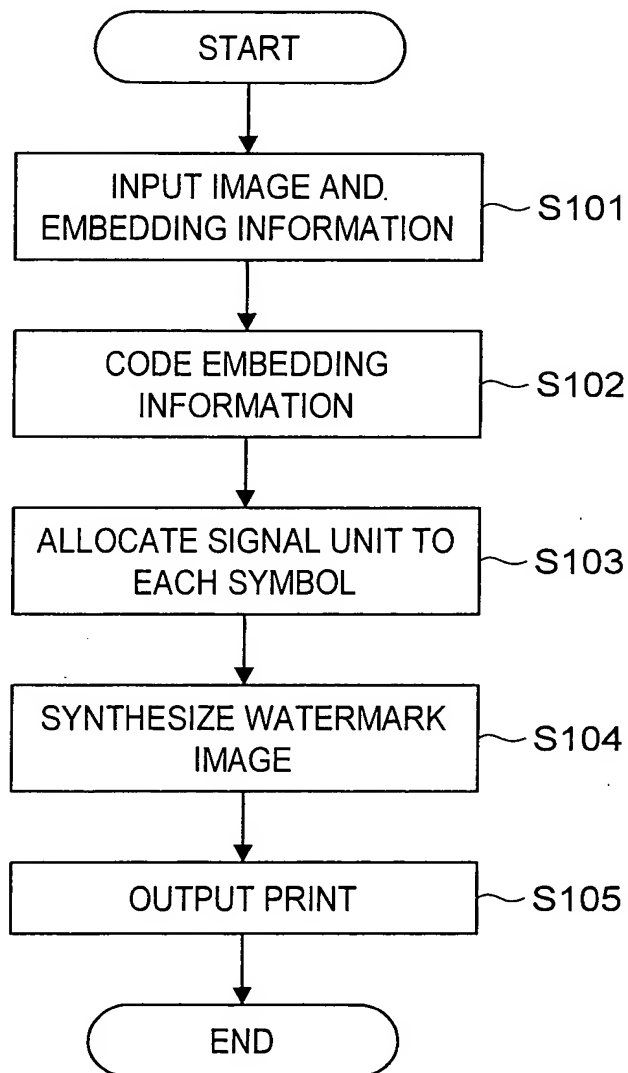 START
INPUT IMAGE AND.
EMBEDDING INFORMATION
S101
CODE EMBEDDING
INFORMATION
S102
ALLOCATE SIGNAL UNIT TO
EACH SYMBOL
S103
SYNTHESIZE WATERMARK
IMAGE
S104
OUTPUT PRINT
S105
END